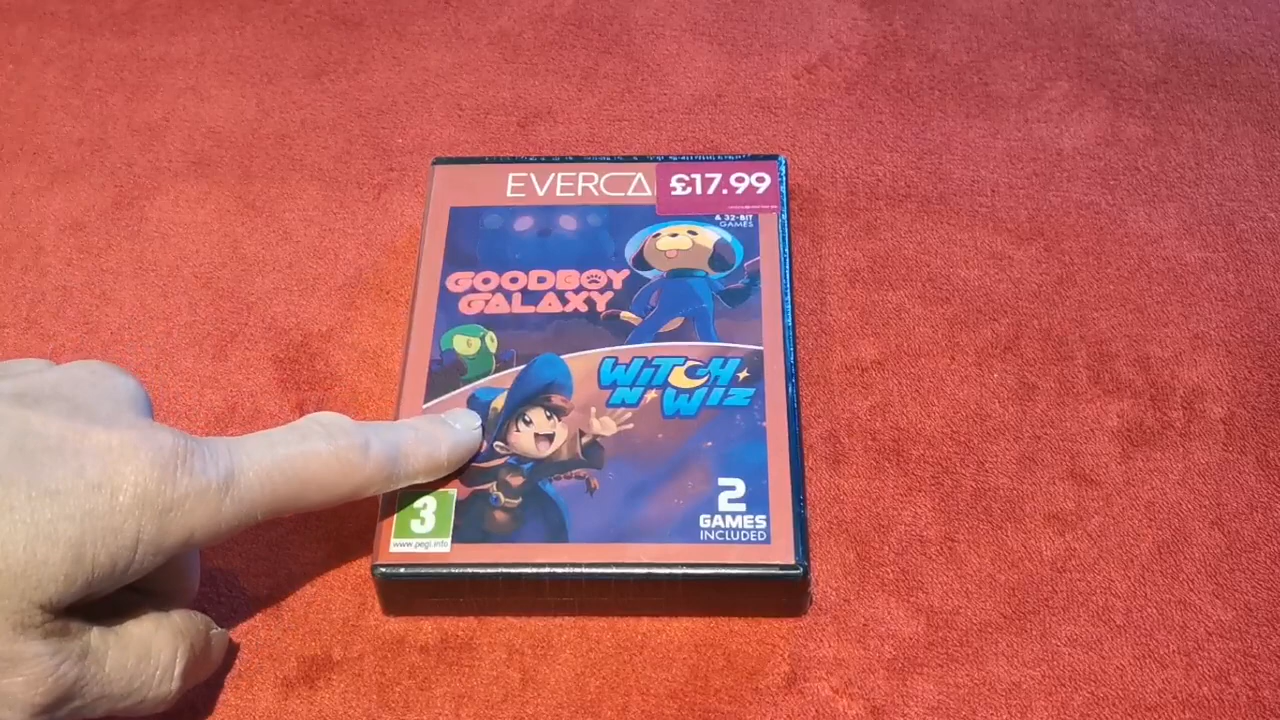 EVERCA
£17.99
& 32-BIT
GAMES
GOODBOY
GALAXY
WiTCH
N WiZ
2
GAMES
INCLUDED
3
www.pegi.info